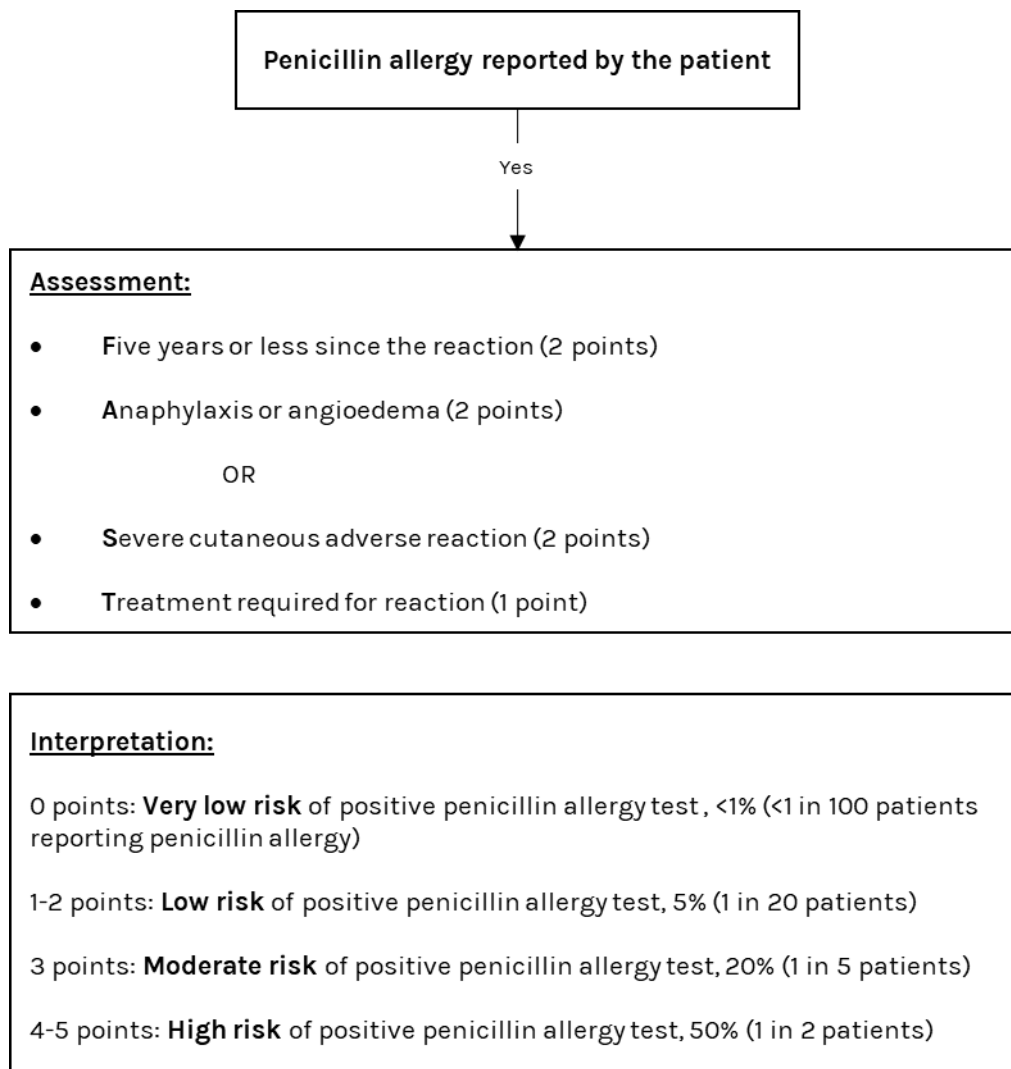 Penicillin allergy reported by the patient
Yes
Assessment:
● Five years or less since the reaction (2 points)
● Anaphylaxis or angioedema (2 points)
OR
● Severe cutaneous adverse reaction (2 points)
● Treatment required for reaction (1 point)
Interpretation:
0 points: Very low risk of positive penicillin allergy test, <1% (<1 in 100 patients
reporting penicillin allergy)
1-2 points: Low risk of positive penicillin allergy test, 5% (1 in 20 patients)
3 points: Moderate risk of positive penicillin allergy test, 20% (1 in 5 patients)
4-5 points: High risk of positive penicillin allergy test, 50% (1 in 2 patients)